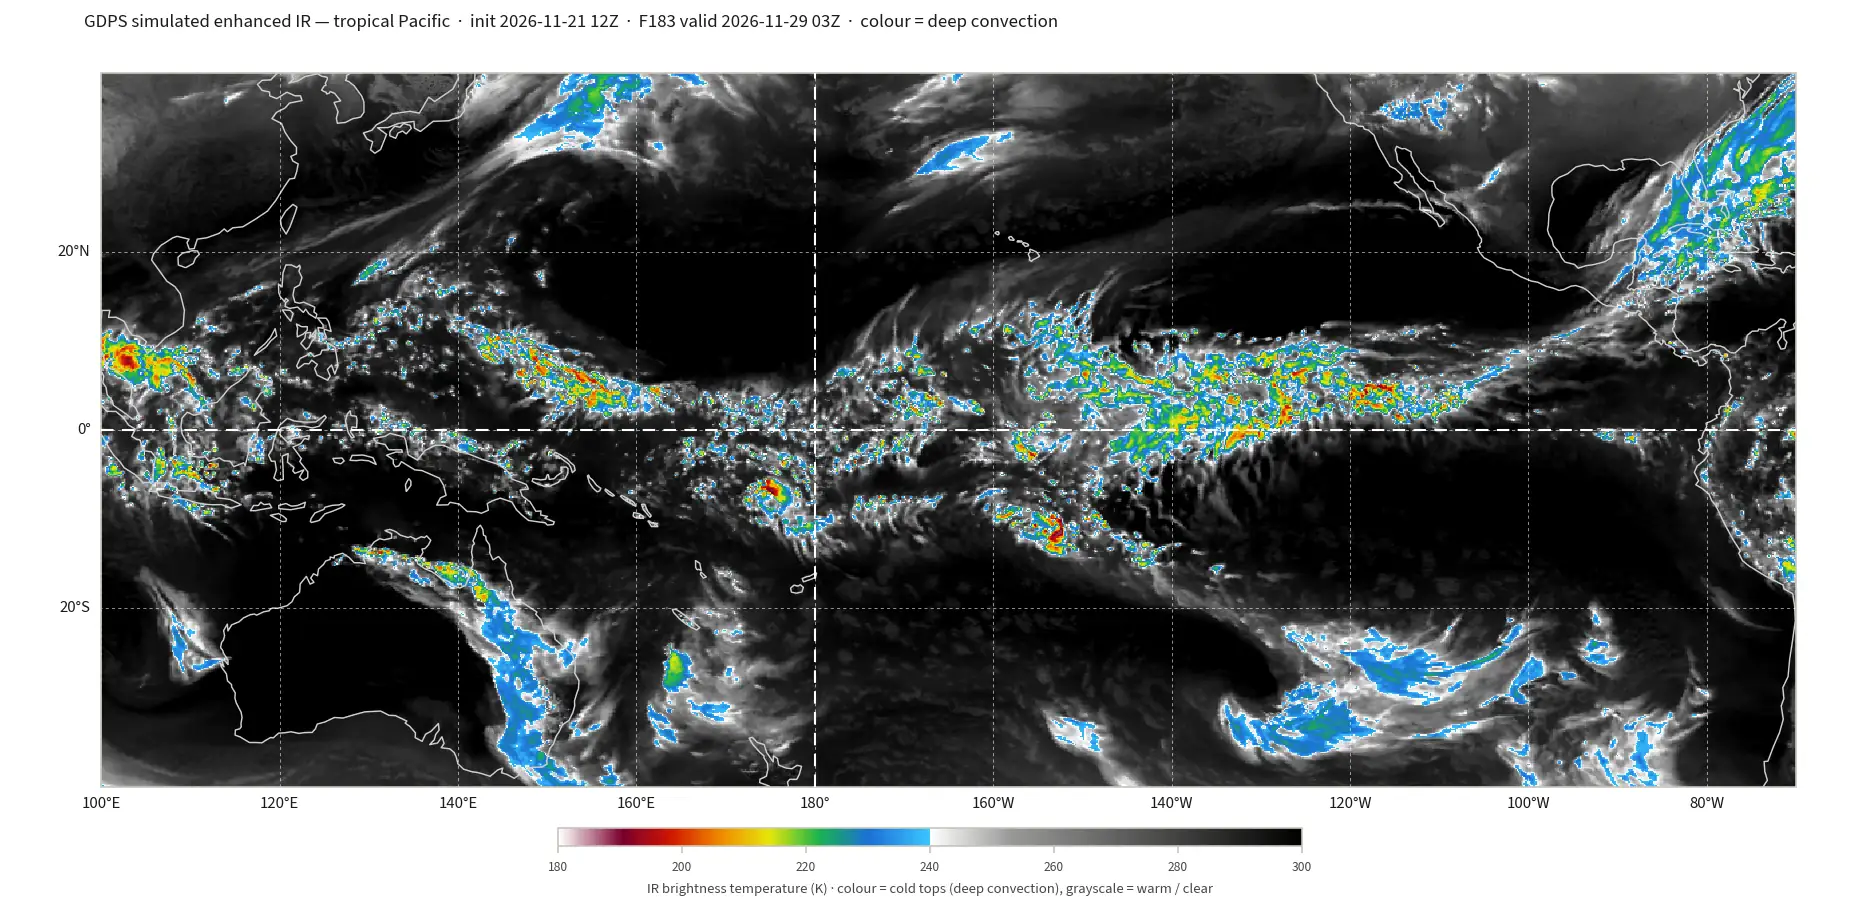 GDPS simulated enhanced IR — tropical Pacific · init 2026-11-21 12Z · F183 valid 2026-11-29 03Z · colour = deep convection
20°N
0°
20°S
100°E 120°E 140°E 160°E 180° 160°W 140°W 120°W 100°W 80°W
180 200 220 240 260 280 300
IR brightness temperature (K) · colour = cold tops (deep convection), grayscale = warm / clear